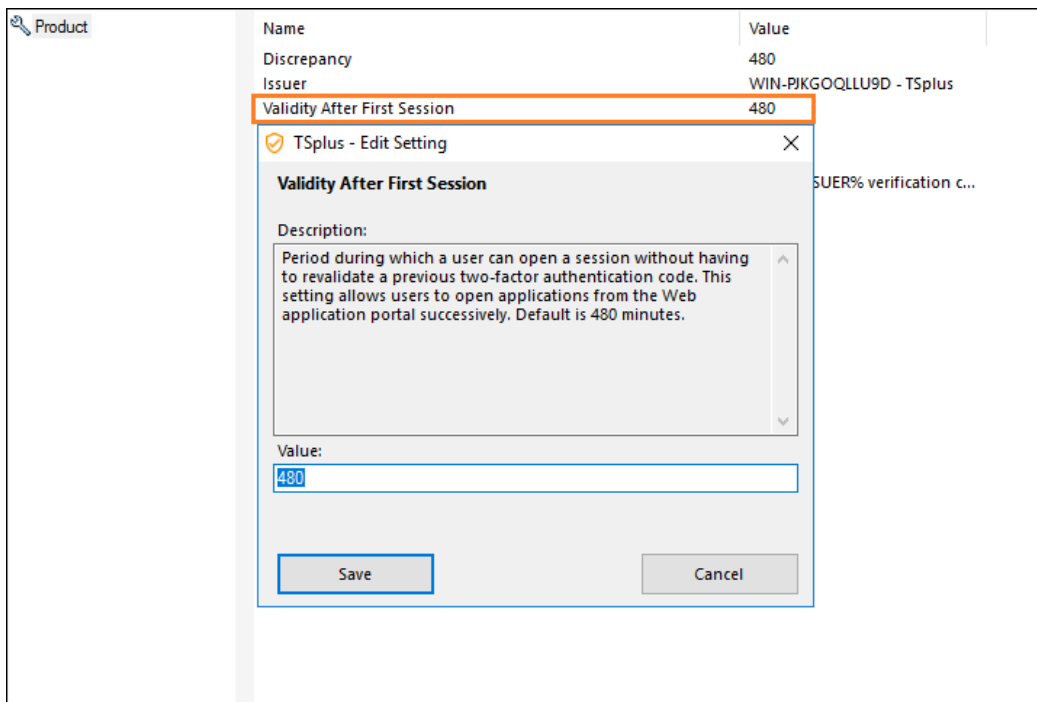 Product
Name Value
Discrepancy 480
Issuer WIN-PJKGOQLLU9D - TSplus
Validity After First Session 480
TSplus - Edit Setting
Validity After First Session
SUER% verification c...
Description:
Period during which a user can open a session without having
to revalidate a previous two-factor authentication code. This
setting allows users to open applications from the Web
application portal successively. Default is 480 minutes.
Value:
480
Save Cancel